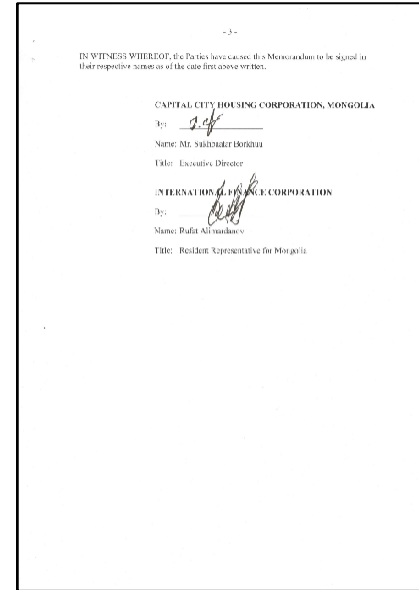 - 3 -
IN WITNESS WHEREOF, the Parties have caused this Memorandum to be signed in
their respective names as of the date first above written.
CAPITAL CITY HOUSING CORPORATION, MONGOLIA
By:
Name: Mr. Sukhbaatar Borkhuu
Title: Executive Director
INTERNATIONAL FINANCE CORPORATION
By:
Name: Rufat Alimardanov
Title: Resident Representative for Mongolia